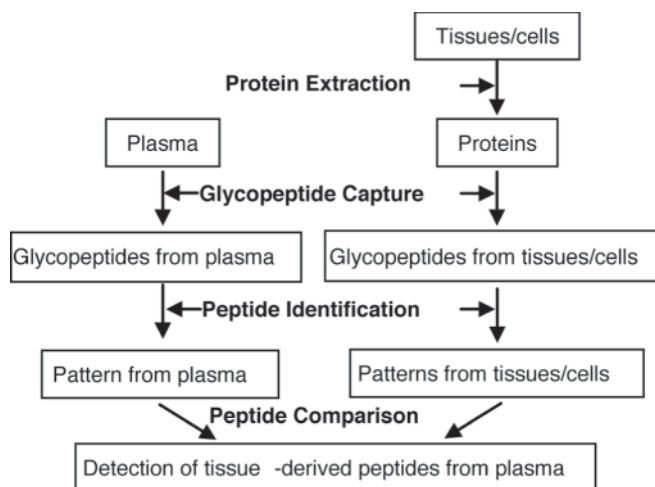 Tissues/cells
Protein Extraction
Plasma
Proteins
Glycopeptide Capture
Glycopeptides from plasma
Glycopeptides from tissues/cells
Peptide Identification
Pattern from plasma
Patterns from tissues/cells
Peptide Comparison
Detection of tissue -derived peptides from plasma